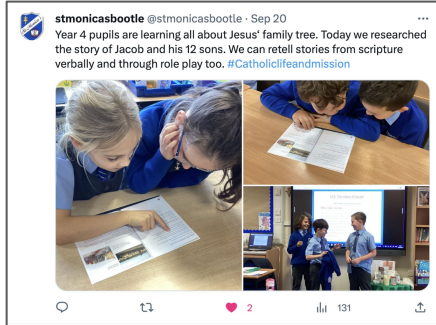 stmonicasbootle @stmonicasbootle · Sep 20 ...
Year 4 pupils are learning all about Jesus‘ family tree. Today we researched
the story of Jacob and his 12 sons. We can retell stories from scripture
verbally and through role play too. #Catholiclifeandmission
2
131